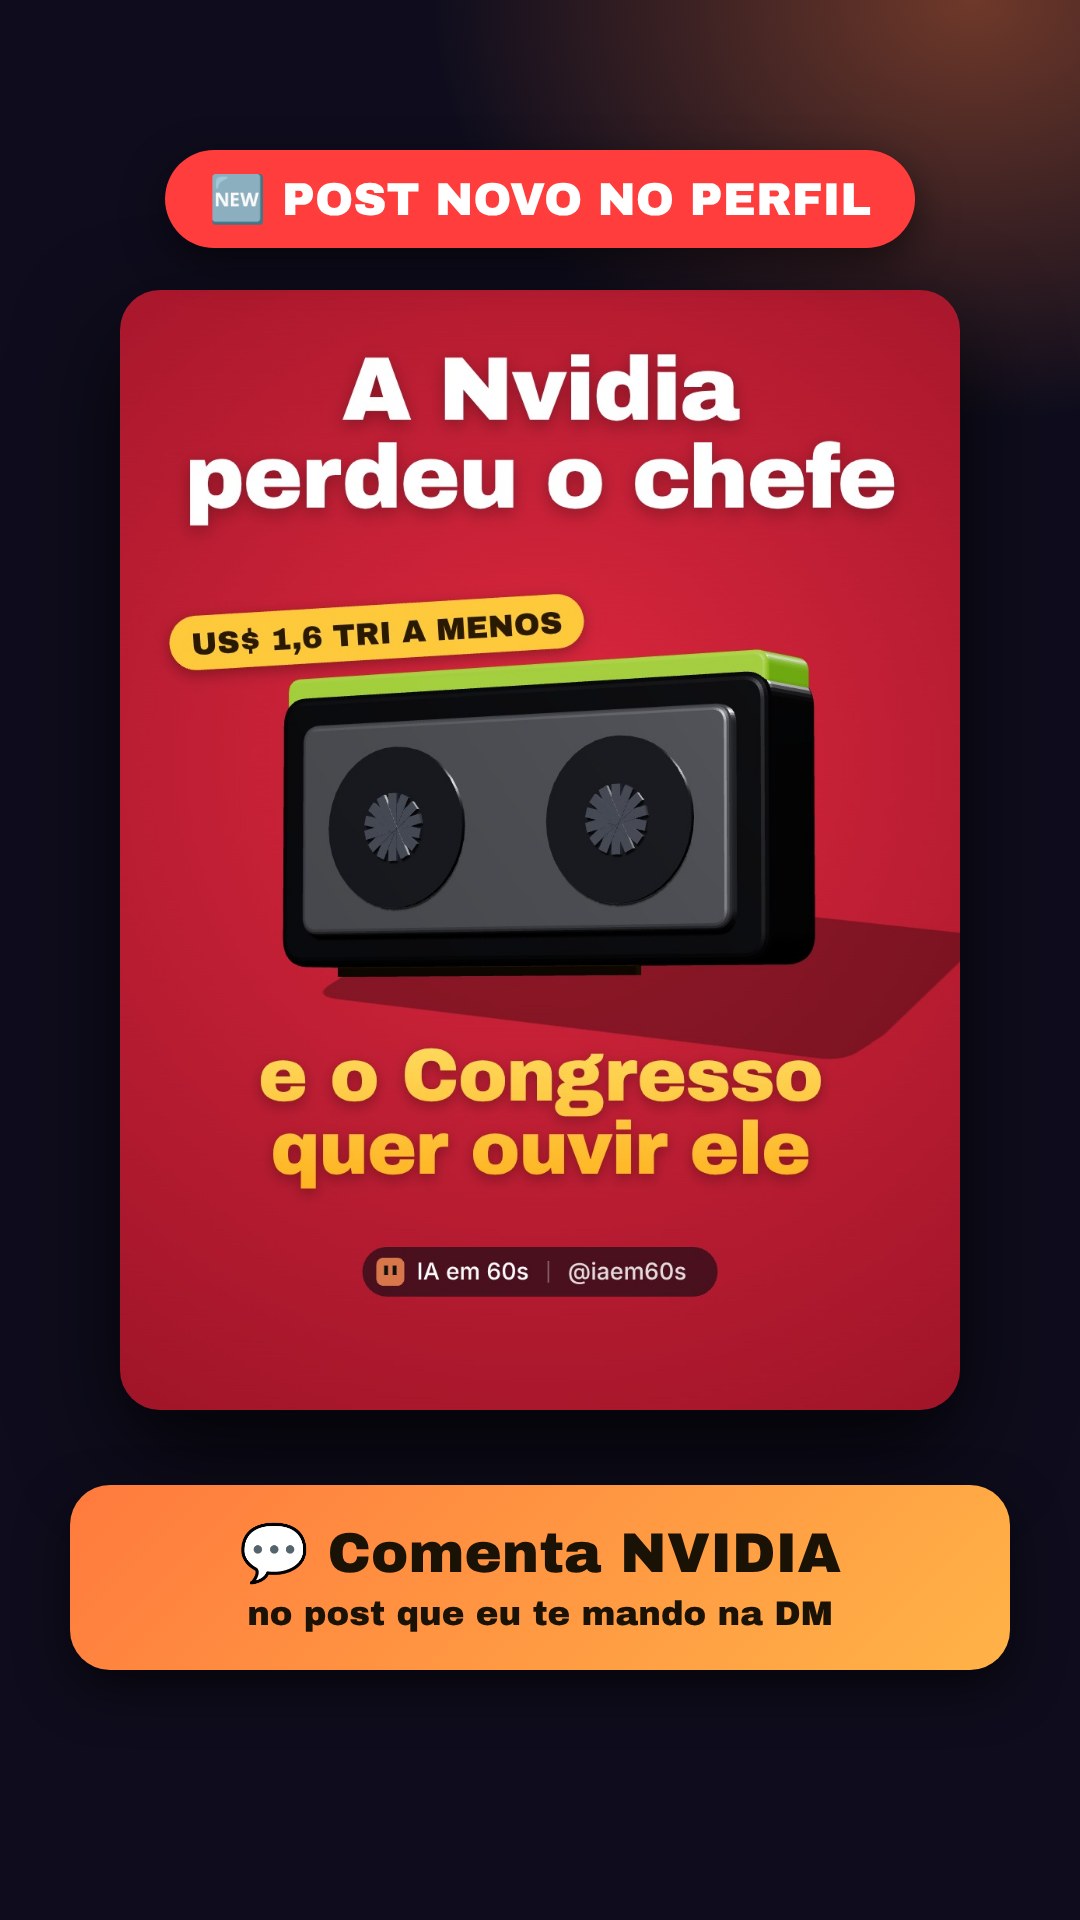 🆕 POST NOVO NO PERFIL
A Nvidia
perdeu o chefe
US$ 1,6 TRI A MENOS
e o Congresso
quer ouvir ele
IA em 60s | @iaem60s
💬 Comenta NVIDIA
no post que eu te mando na DM